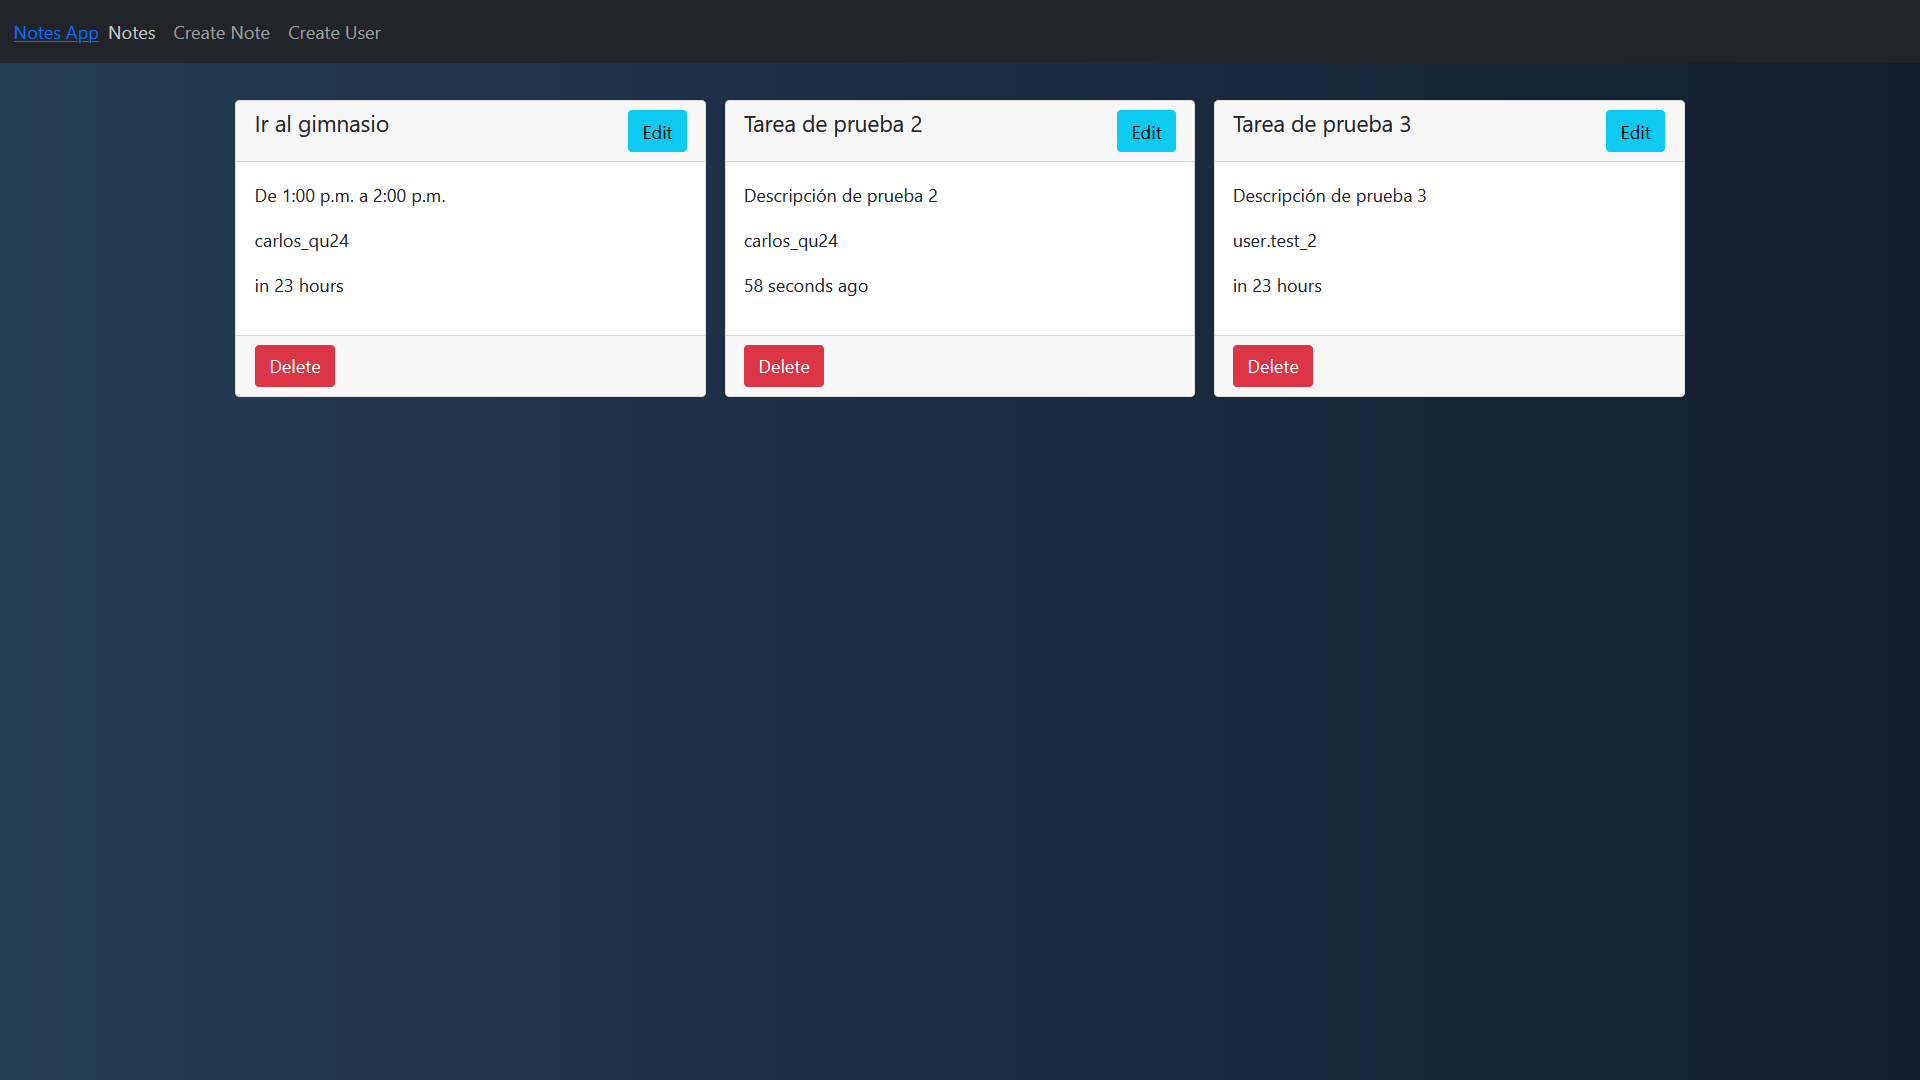 Notes App Notes Create Note Create User
Ir al gimnasio
Edit
De 1:00 p.m. a 2:00 p.m.
carlos_qu24
in 23 hours
Delete
Tarea de prueba 2
Edit
Descripción de prueba 2
carlos_qu24
58 seconds ago
Delete
Tarea de prueba 3
Edit
Descripción de prueba 3
user.test_2
in 23 hours
Delete